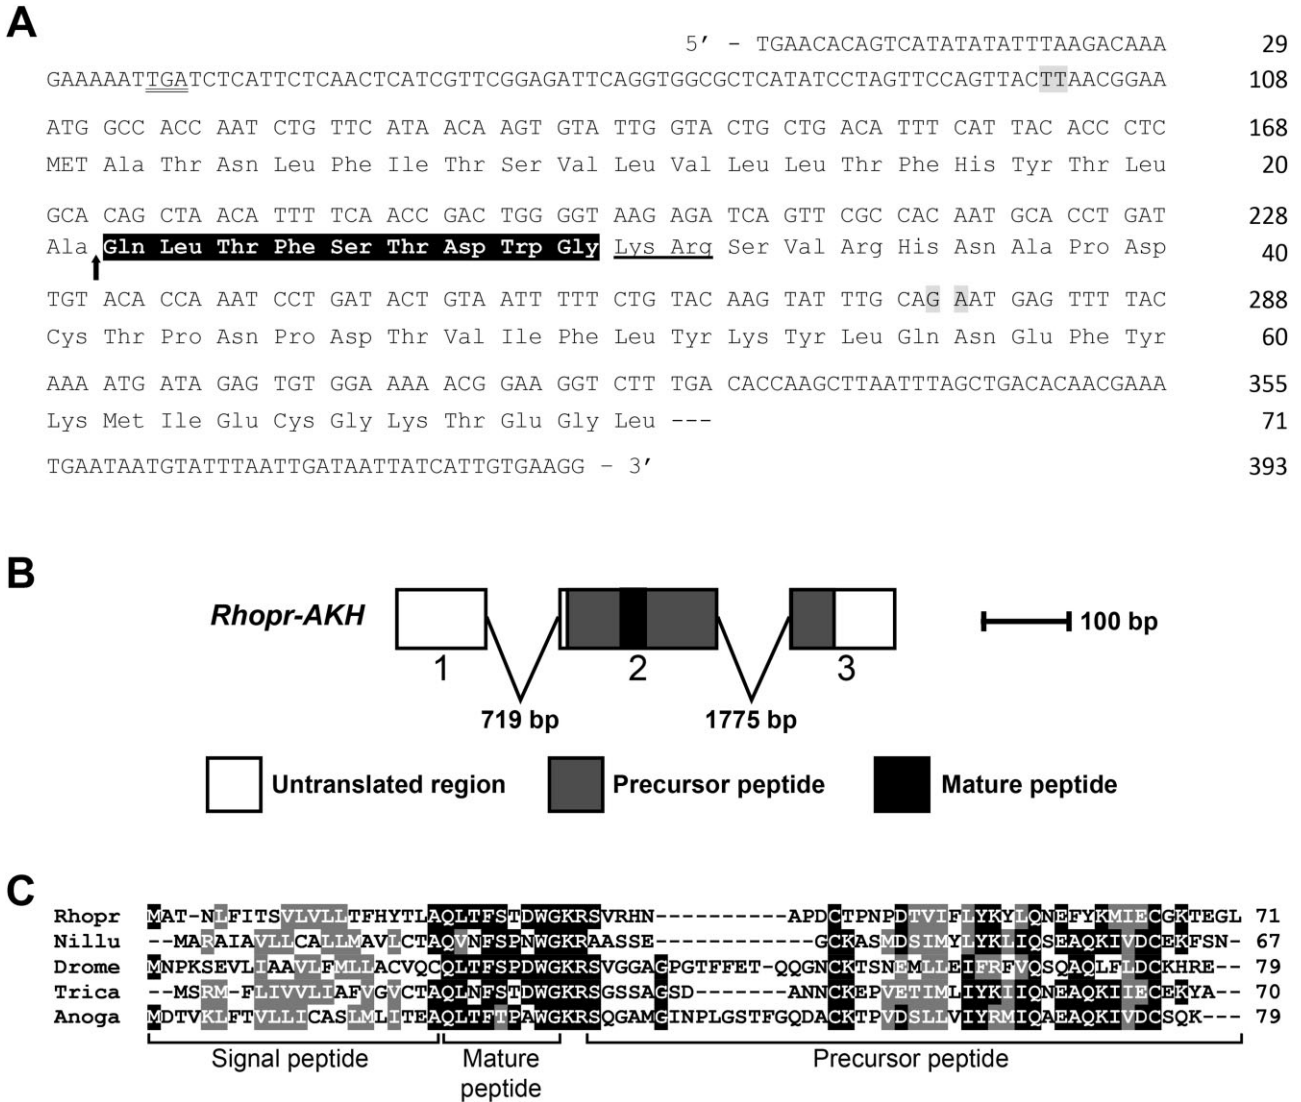 A
5' - TGAACACAGTCATATATATTTAAGACAAA 29
GAAAAATTGATCTCATTCTCAACTCATCGTTCGGAGATTCAGGTGGCGCTCATATCCTAGTTCCAGTTACTTAACGGAA 108
ATG GCC ACC AAT CTG TTC ATA ACA AGT GTA TTG GTA CTG CTG ACA TTT CAT TAC ACC CTC 168
MET Ala Thr Asn Leu Phe Ile Thr Ser Val Leu Val Leu Leu Thr Phe His Tyr Thr Leu 20
GCA CAG CTA ACA TTT TCA ACC GAC TGG GGT AAG AGA TCA GTT CGC CAC AAT GCA CCT GAT 228
Ala Gln Leu Thr Phe Ser Thr Asp Trp Gly Lys Arg Ser Val Arg His Asn Ala Pro Asp 40
TGT ACA CCA AAT CCT GAT ACT GTA ATT TTT CTG TAC AAG TAT TTG CAG AAT GAG TTT TAC 288
Cys Thr Pro Asn Pro Asp Thr Val Ile Phe Leu Tyr Lys Tyr Leu Gln Asn Glu Phe Tyr 60
AAA ATG ATA GAG TGT GGA AAA ACG GAA GGT CTT TGA CACCAAGCTTAATTTAGCTGACACAACGAAA 355
Lys Met Ile Glu Cys Gly Lys Thr Glu Gly Leu --- 71
TGAATAATGTATTTAATTGATAATTATCATTGTGAAGG – 3' 393
B
Rhopr-AKH
1 2 3
100 bp
719 bp 1775 bp
Untranslated region Precursor peptide Mature peptide
C
Rhopr MAT-NLFITSVLVLLTFHYTLAQLTFSTDWGKRSVRHN----------APDCTPNPDTVIFLYKYLQNEFYKMIECGKTEGL 71
Nillu --MARAIAVLLCALLMAVLCTAQVNFSPNWGKRAASSE------------GCKASMDSIMYLYKLIQSEAQKIVDCEKFSN- 67
Drome MNPKSEVLIAAVLFMLLACVQCQLTFSPDWGKRSVGGAGPGTFFET-QQGNCKTSNEMLLEIFRFVQSQAQLFLDCKHRE-- 79
Trica --MSRM-FLIVVLIAFVGVCTAQLNFSTDWGKRSGSSAGSD-------ANNCKEPVETIMLIYKIIQNEAQKIIECEKYA-- 70
Anoga MDTVKLFTVLLICASLMLITEAQLTFTPAWGKRSQGAMGINPLGSTFGQDACKTPVDSLLVIYRMIQAEAQKIVDCSQK--- 79
Signal peptide Mature peptide Precursor peptide